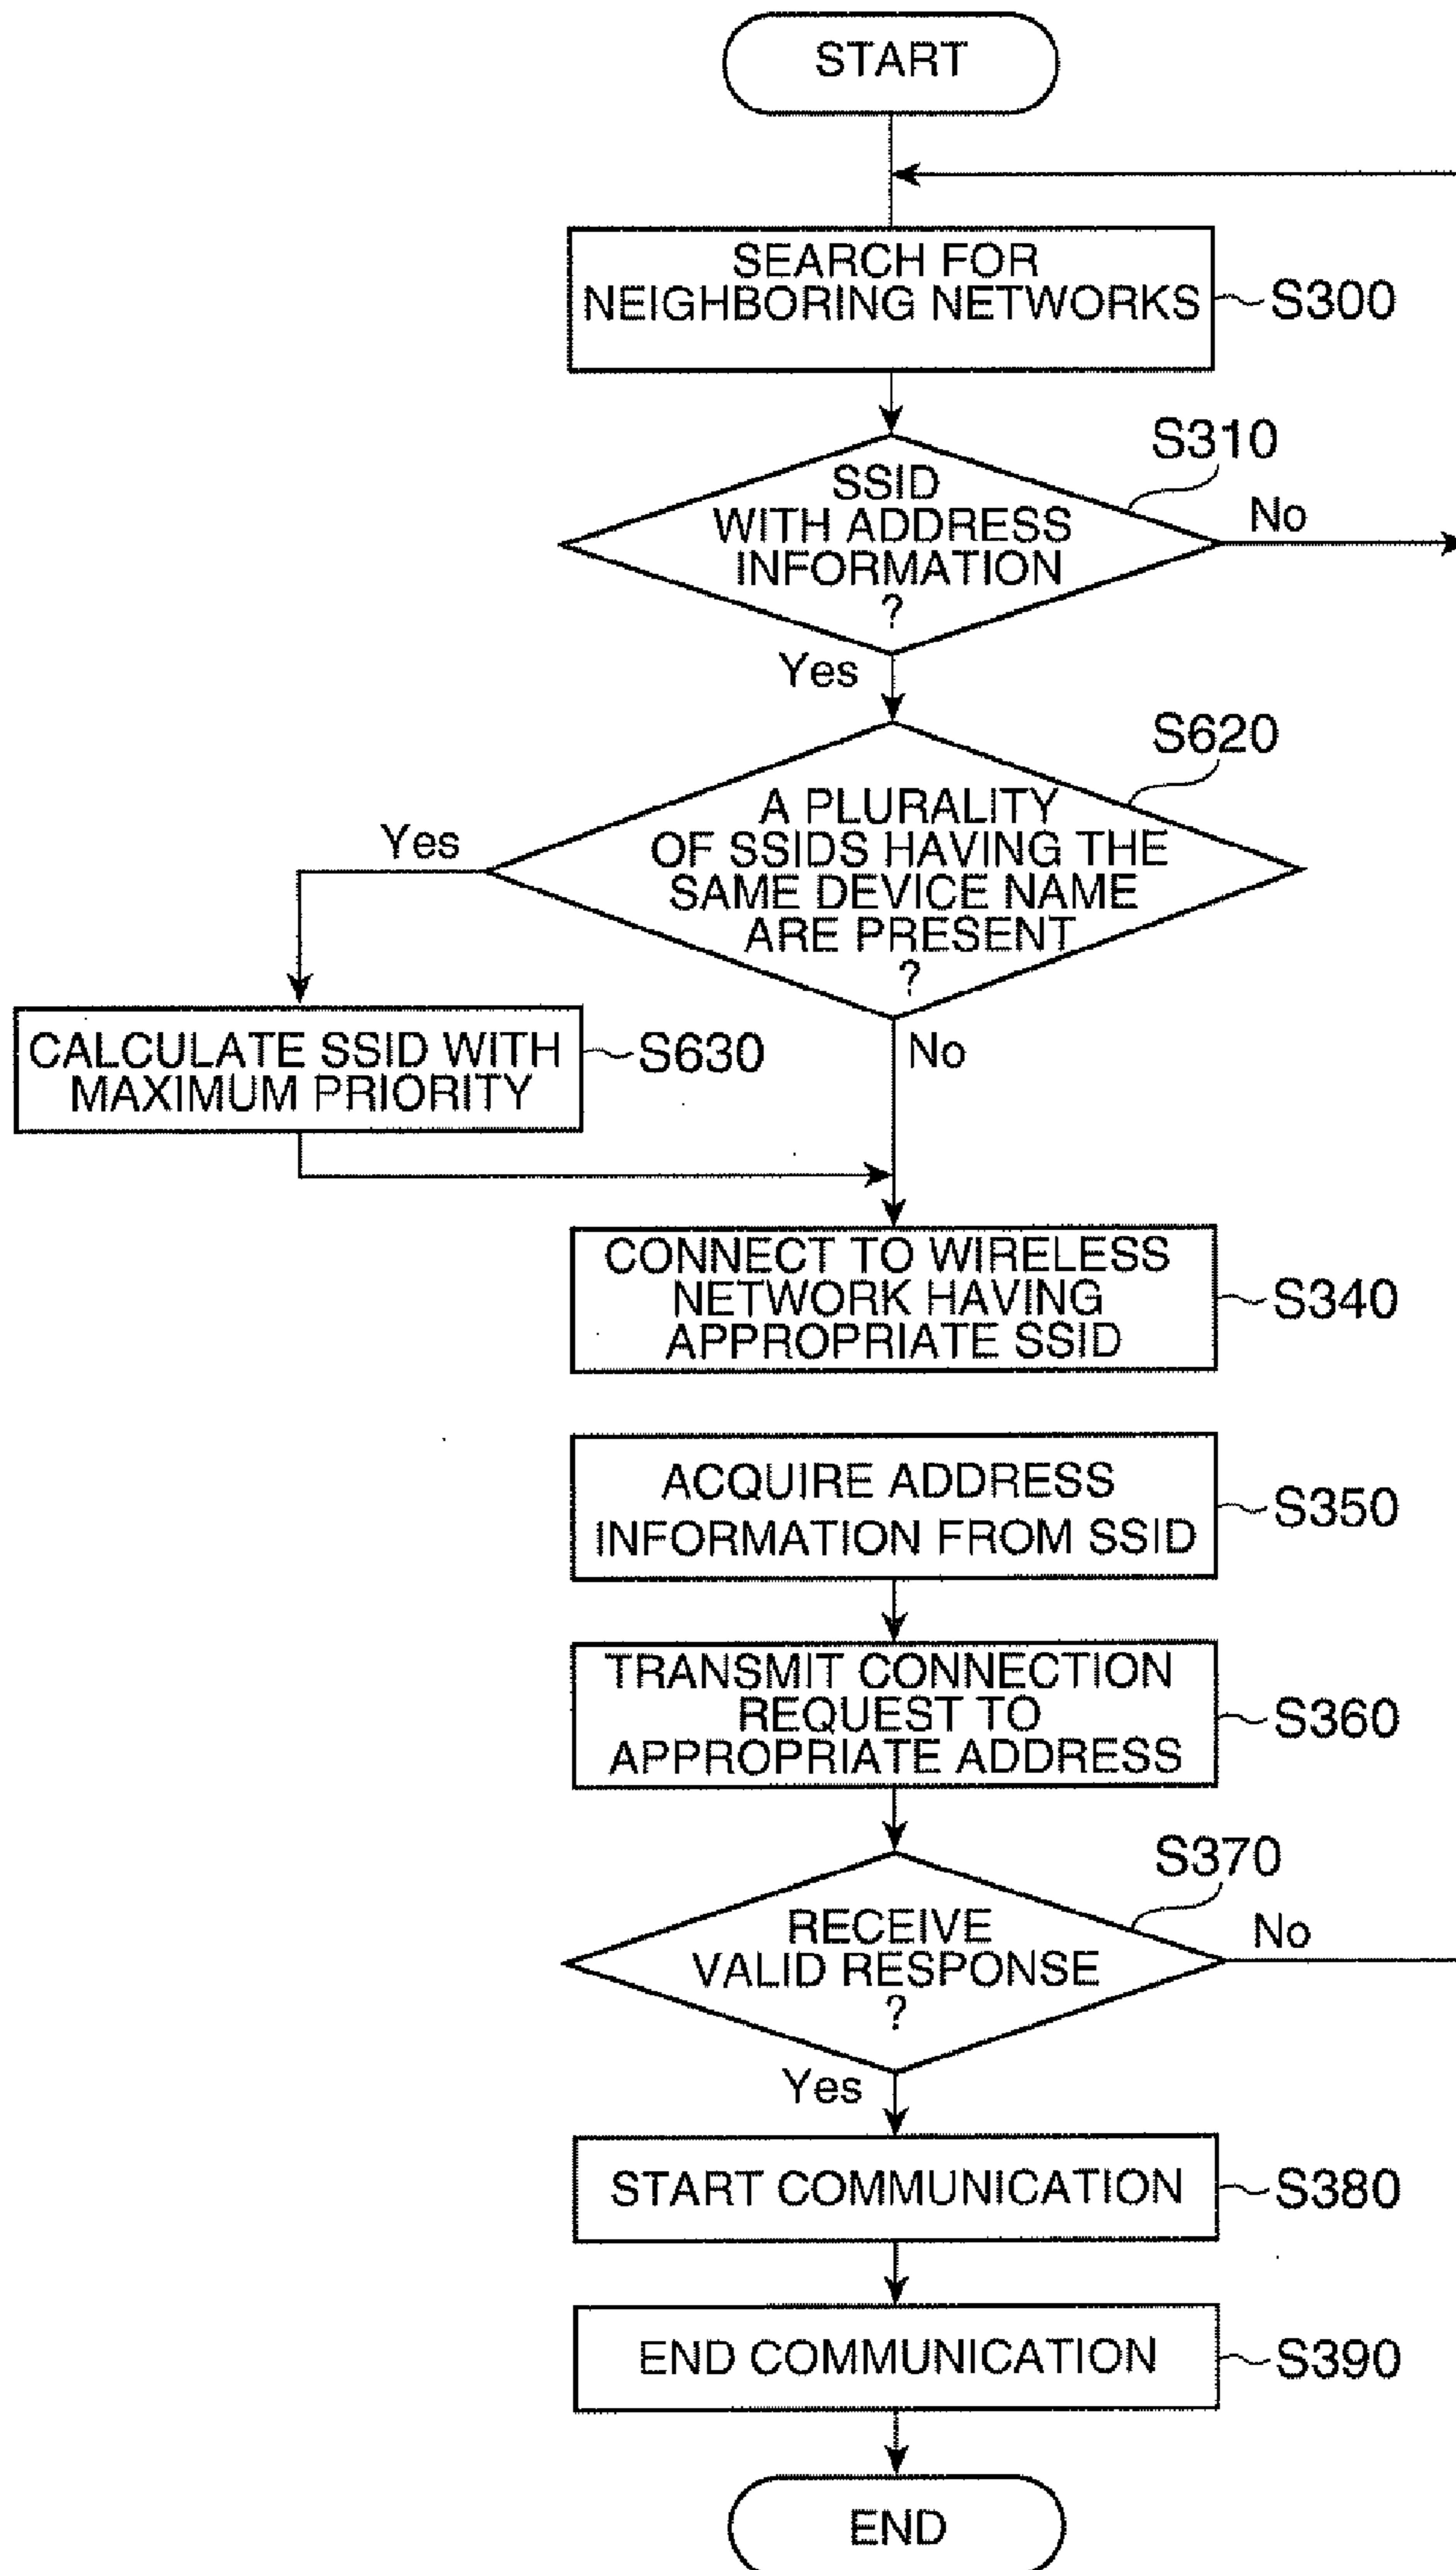 START
SEARCH FOR
NEIGHBORING NETWORKS
S300
S310
SSID
WITH ADDRESS
INFORMATION
?
No
Yes
S620
A PLURALITY
OF SSIDS HAVING THE
SAME DEVICE NAME
ARE PRESENT
?
Yes
No
CALCULATE SSID WITH
MAXIMUM PRIORITY
S630
CONNECT TO WIRELESS
NETWORK HAVING
APPROPRIATE SSID
S340
ACQUIRE ADDRESS
INFORMATION FROM SSID
S350
TRANSMIT CONNECTION
REQUEST TO
APPROPRIATE ADDRESS
S360
S370
RECEIVE
VALID RESPONSE
?
No
Yes
START COMMUNICATION
S380
END COMMUNICATION
S390
END